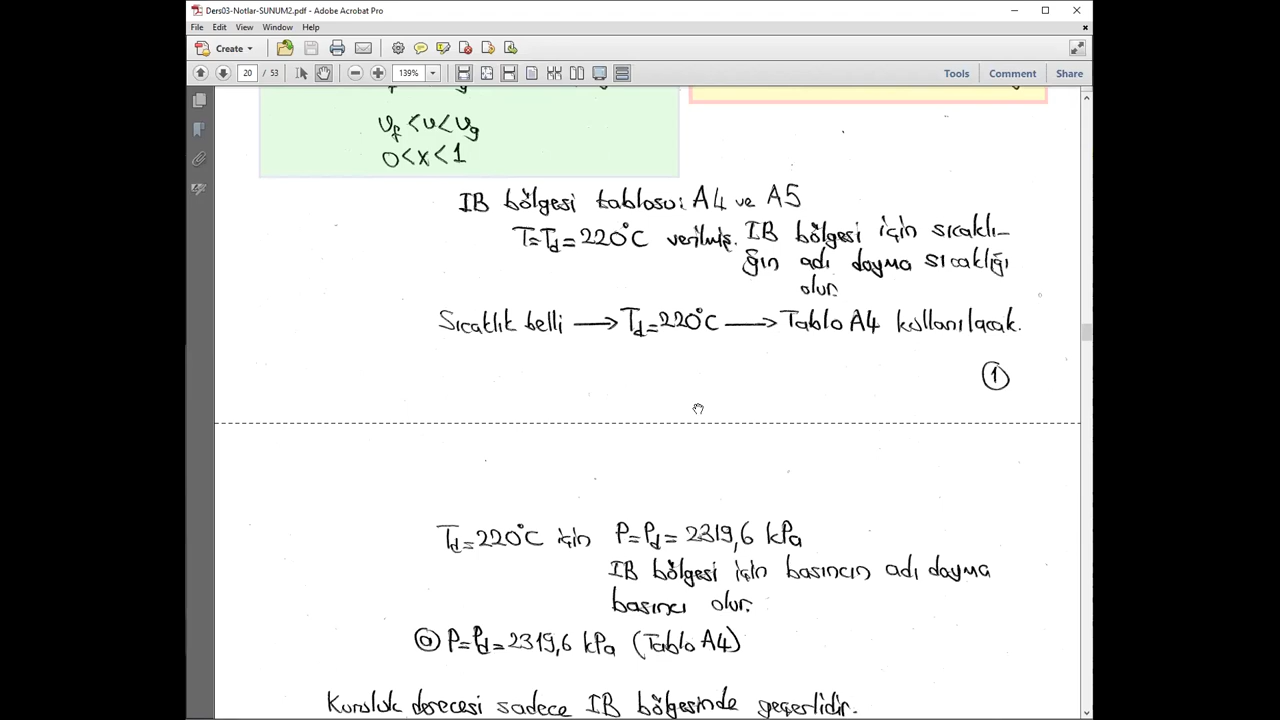 Ders03-Notlar-SUNUM2.pdf - Adobe Acrobat Pro
File Edit View Window Help
Create
20 / 53 139% Tools Comment Share
υf < υ < υg
0 < x < 1
IB bölgesi tablosu: A4 ve A5
T=Td=220°C verilmiş. IB bölgesi için sıcaklı-
ğın adı doyma sıcaklığı
olur.
Sıcaklık belli → Td=220°C → Tablo A4 kullanılacak.
1
Td=220°C için P=Pd=2319,6 kPa
IB bölgesi için basıncın adı doyma
basıncı olur.
a P=Pd=2319,6 kPa (Tablo A4)
Kuruluk derecesi sadece IB bölgesinde geçerlidir.